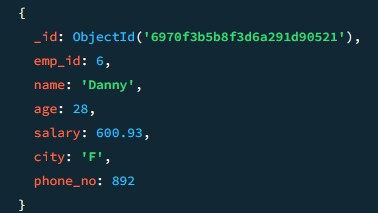 {
_id: ObjectId('6970f3b5b8f3d6a291d90521'),
emp_id: 6,
name: 'Danny',
age: 28,
salary: 600.93,
city: 'F',
phone_no: 892
}